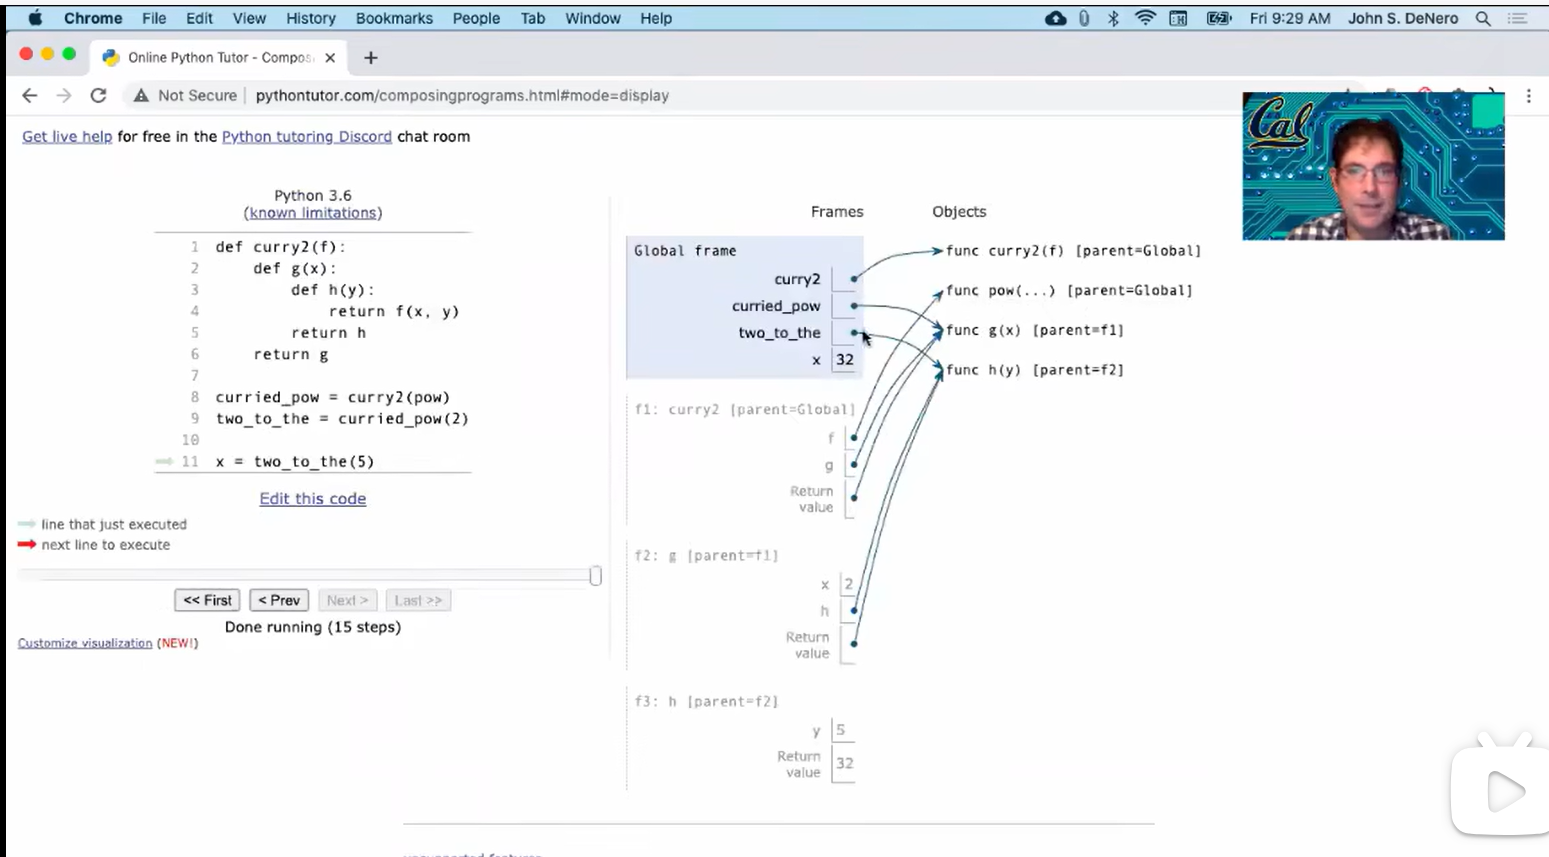 Chrome File Edit View History Bookmarks People Tab Window Help Fri 9:29 AM John S. DeNero
Online Python Tutor - Compos
Not Secure | pythontutor.com/composingprograms.html#mode=display
Cal
Get live help for free in the Python tutoring Discord chat room
Python 3.6
(known limitations)
1 def curry2(f):
2     def g(x):
3         def h(y):
4             return f(x, y)
5         return h
6     return g
7
8 curried_pow = curry2(pow)
9 two_to_the = curried_pow(2)
10
11 x = two_to_the(5)
Edit this code
line that just executed
next line to execute
<< First < Prev Next > Last >>
Done running (15 steps)
Customize visualization (NEW!)
Frames Objects
Global frame
curry2
curried_pow
two_to_the
x 32
func curry2(f) [parent=Global]
func pow(...) [parent=Global]
func g(x) [parent=f1]
func h(y) [parent=f2]
f1: curry2 [parent=Global]
f
g
Return
value
f2: g [parent=f1]
x 2
h
Return
value
f3: h [parent=f2]
y 5
Return
value 32